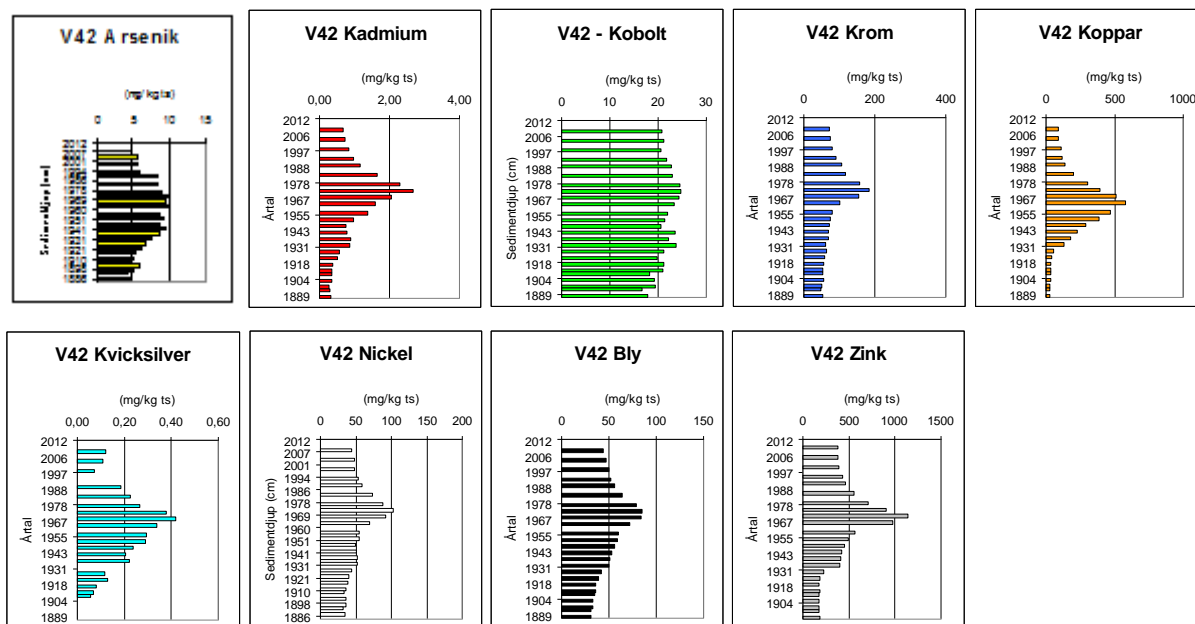 V42 Arsenik
(mg/kg ts)
0 5 10 15
2012
V42 Kadmium
(mg/kg ts)
0,00 2,00 4,00
Årtal
2012
2006
1997
1988
1978
1967
1955
1943
1931
1918
1904
1889
V42 - Kobolt
(mg/kg ts)
0 10 20 30
Sedimentdjup (cm)
2012
2006
1997
1988
1978
1967
1955
1943
1931
1918
1904
1889
V42 Krom
(mg/kg ts)
0 200 400
Årtal
2012
2006
1997
1988
1978
1967
1955
1943
1931
1918
1904
1889
V42 Koppar
(mg/kg ts)
0 500 1000
Årtal
2012
2006
1997
1988
1978
1967
1955
1943
1931
1918
1904
1889
V42 Kvicksilver
(mg/kg ts)
0,00 0,20 0,40 0,60
Årtal
2012
2006
1997
1988
1978
1967
1955
1943
1931
1918
1904
1889
V42 Nickel
(mg/kg ts)
0 50 100 150 200
Sedimentdjup (cm)
2012
2007
2001
1994
1986
1978
1969
1960
1951
1941
1931
1921
1910
1898
1886
V42 Bly
(mg/kg ts)
0 50 100 150
Årtal
2012
2006
1997
1988
1978
1967
1955
1943
1931
1918
1904
1889
V42 Zink
(mg/kg ts)
0 500 1000 1500
Årtal
2012
2006
1997
1988
1978
1967
1955
1943
1931
1918
1904